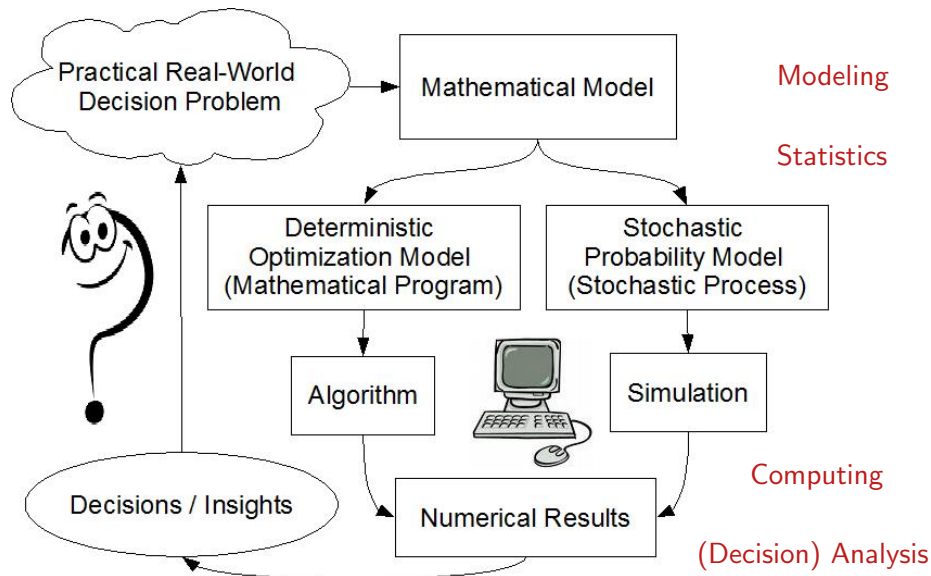 Practical Real-World
Decision Problem
Mathematical Model
Modeling
Statistics
Deterministic
Optimization Model
(Mathematical Program)
Stochastic
Probability Model
(Stochastic Process)
Algorithm
Simulation
Computing
Decisions / Insights
Numerical Results
(Decision) Analysis